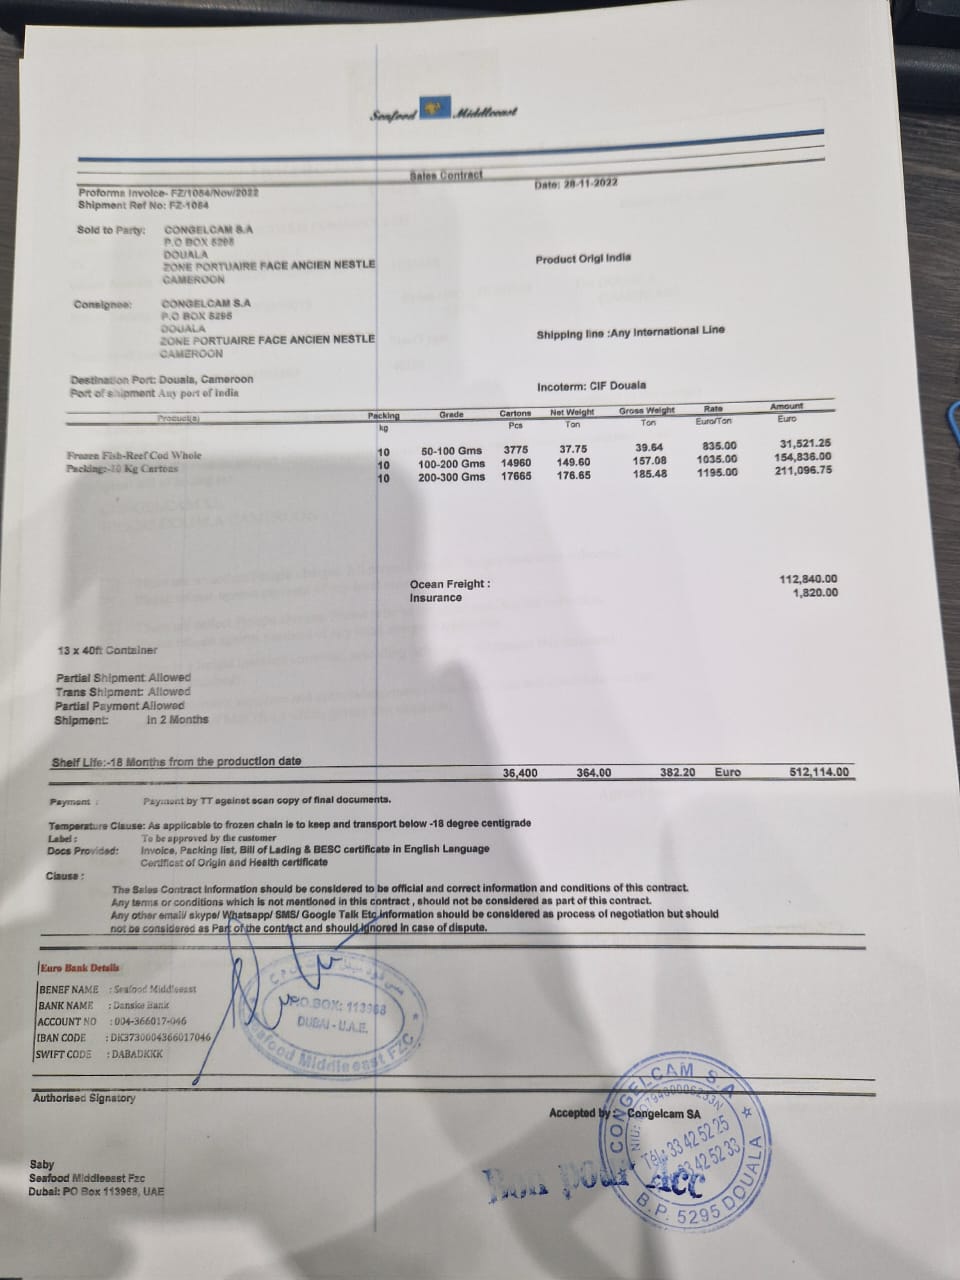 Seafood Middleeast
Sales Contract
Proforma Invoice- FZ/1084/Nov/2022
Date: 28-11-2022
Shipment Ref No: FZ-1084
Sold to Party: CONGELCAM S.A
P.O BOX 5295
DOUALA
ZONE PORTUAIRE FACE ANCIEN NESTLE
CAMEROON
Product Origi India
Consignee: CONGELCAM S.A
P.O BOX 5295
DOUALA
ZONE PORTUAIRE FACE ANCIEN NESTLE
CAMEROON
Shipping line :Any International Line
Destination Port: Douala, Cameroon
Port of shipment Any port of India
Incoterm: CIF Douala
Product(s) Packing Grade Cartons Net Weight Gross Weight Rate Amount
kg Pcs Ton Ton Euro/Ton Euro
Frozen Fish-Reef Cod Whole 10 50-100 Gms 3775 37.75 39.64 835.00 31,521.25
Packing:-10 Kg Cartons 10 100-200 Gms 14960 149.60 157.08 1035.00 154,836.00
10 200-300 Gms 17665 176.65 185.48 1195.00 211,096.75
Ocean Freight : 112,840.00
Insurance 1,820.00
13 x 40ft Container
Partial Shipment Allowed
Trans Shipment: Allowed
Partial Payment Allowed
Shipment: In 2 Months
Shelf Life:-18 Months from the production date
36,400 364.00 382.20 Euro 512,114.00
Payment : Payment by TT against scan copy of final documents.
Temperature Clause: As applicable to frozen chain ie to keep and transport below -18 degree centigrade
Label : To be approved by the customer
Docs Provided: Invoice, Packing list, Bill of Lading & BESC certificate in English Language
Certificat of Origin and Health certificate
Clause :
The Sales Contract Information should be considered to be official and correct information and conditions of this contract.
Any terms or conditions which is not mentioned in this contract , should not be considered as part of this contract.
Any other email/ skype/ Whatsapp/ SMS/ Google Talk Etc information should be considered as process of negotiation but should
not be considered as Part of the contract and should ignored in case of dispute.
Euro Bank Details
BENEF NAME : Seafood Middleeast
BANK NAME : Danske Bank
ACCOUNT NO : 004-366017-046
IBAN CODE : DK3730004366017046
SWIFT CODE : DABADKKK
P.O.BOX: 113968
DUBAI - U.A.E.
Seafood Middleeast FZC
Authorised Signatory
Accepted by : Congelcam SA
CONGELCAM S.A
Tél.: 33 42 52 25
33 42 52 33
B.P. 5295 DOUALA
Bon pour Acc
Saby
Seafood Middleeast Fzc
Dubai: PO Box 113968, UAE